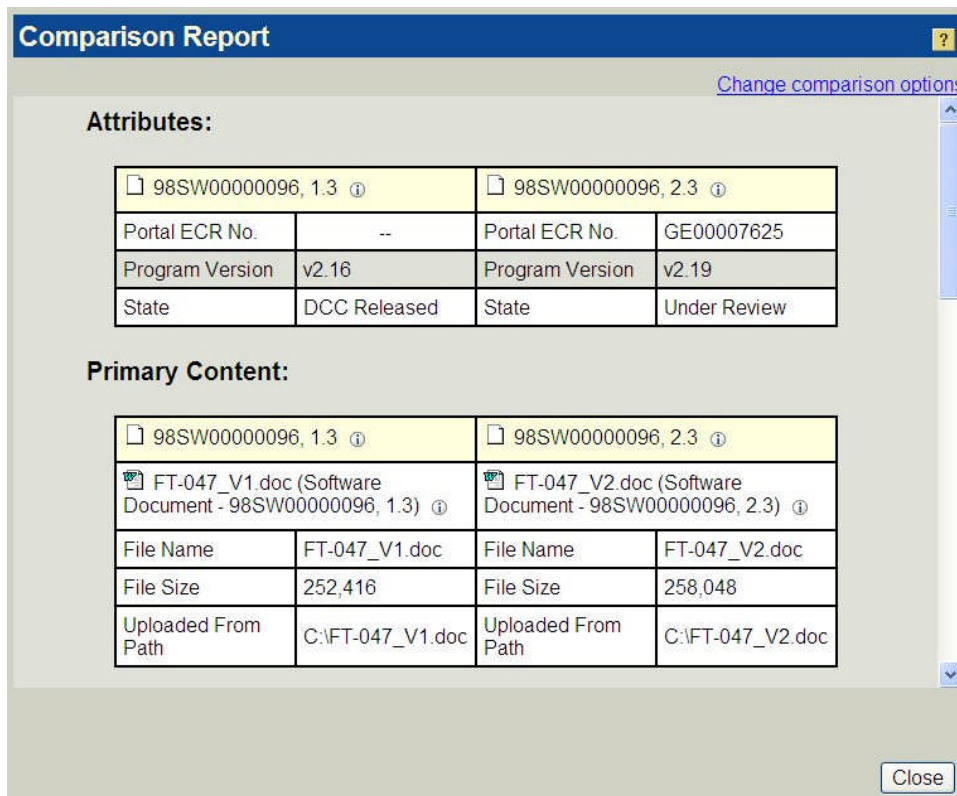 Comparison Report
?
Change comparison options
Attributes:
98SW00000096, 1.3 98SW00000096, 2.3
Portal ECR No. -- Portal ECR No. GE00007625
Program Version v2.16 Program Version v2.19
State DCC Released State Under Review
Primary Content:
98SW00000096, 1.3 98SW00000096, 2.3
FT-047_V1.doc (Software
Document - 98SW00000096, 1.3)
FT-047_V2.doc (Software
Document - 98SW00000096, 2.3)
File Name FT-047_V1.doc File Name FT-047_V2.doc
File Size 252,416 File Size 258,048
Uploaded From
Path
C:\FT-047_V1.doc
Uploaded From
Path
C:\FT-047_V2.doc
Close